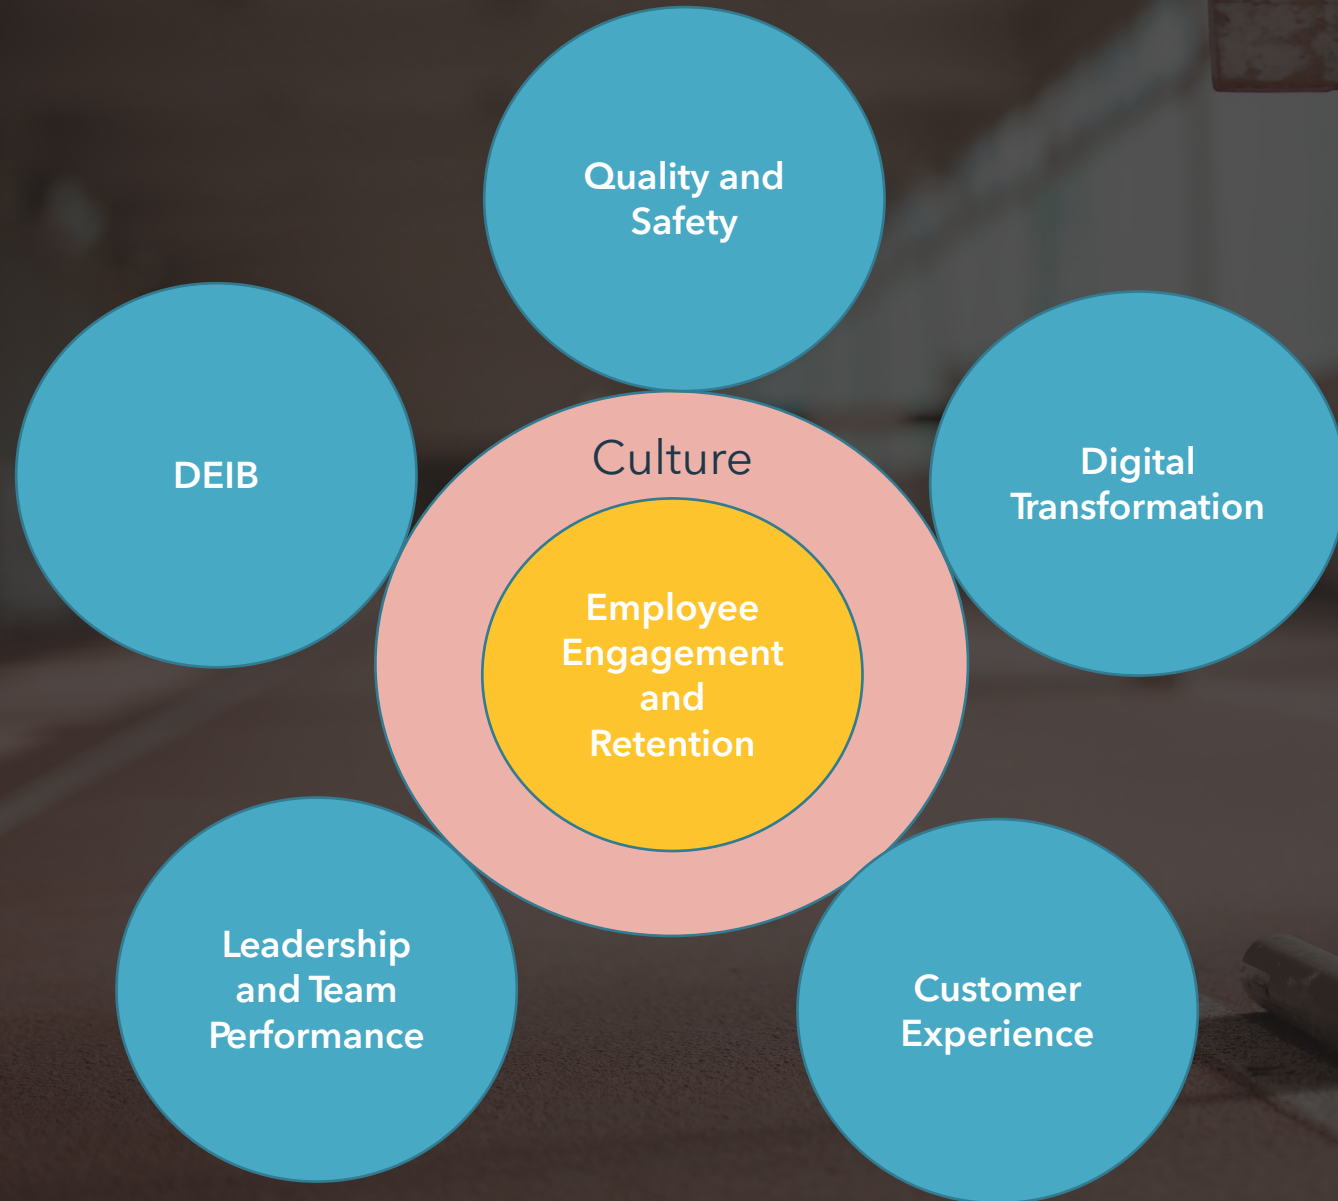 Quality and
Safety
DEIB
Culture
Digital
Transformation
Employee
Engagement
and
Retention
Leadership
and Team
Performance
Customer
Experience